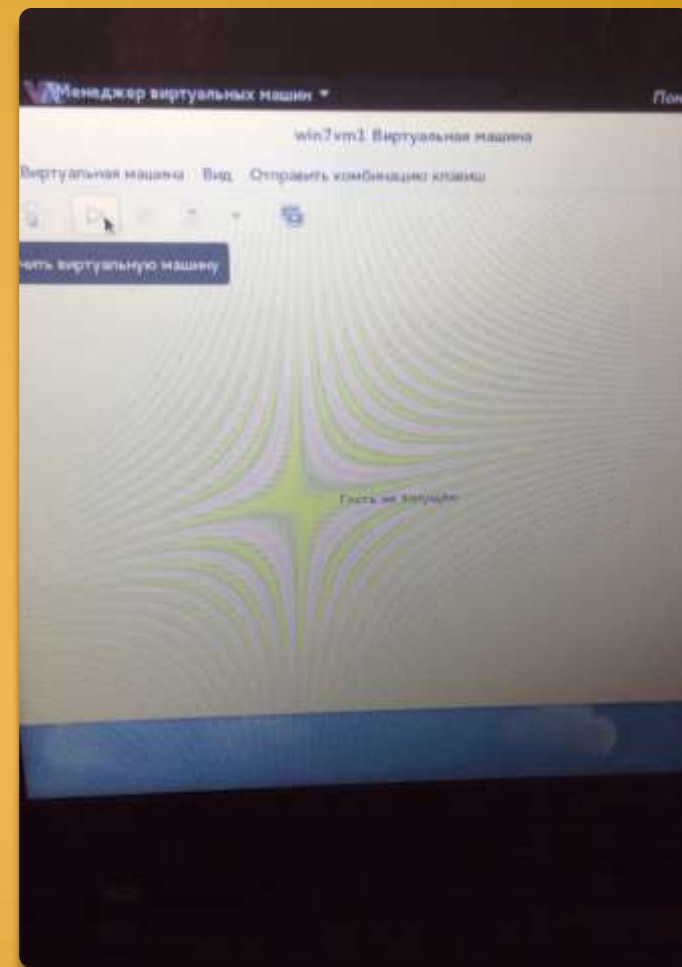 Менеджер виртуальных машин
win7vm1 Виртуальная машина
Виртуальная машина Вид Отправить комбинацию клавиш
виртуальную машину
Гость не запущен